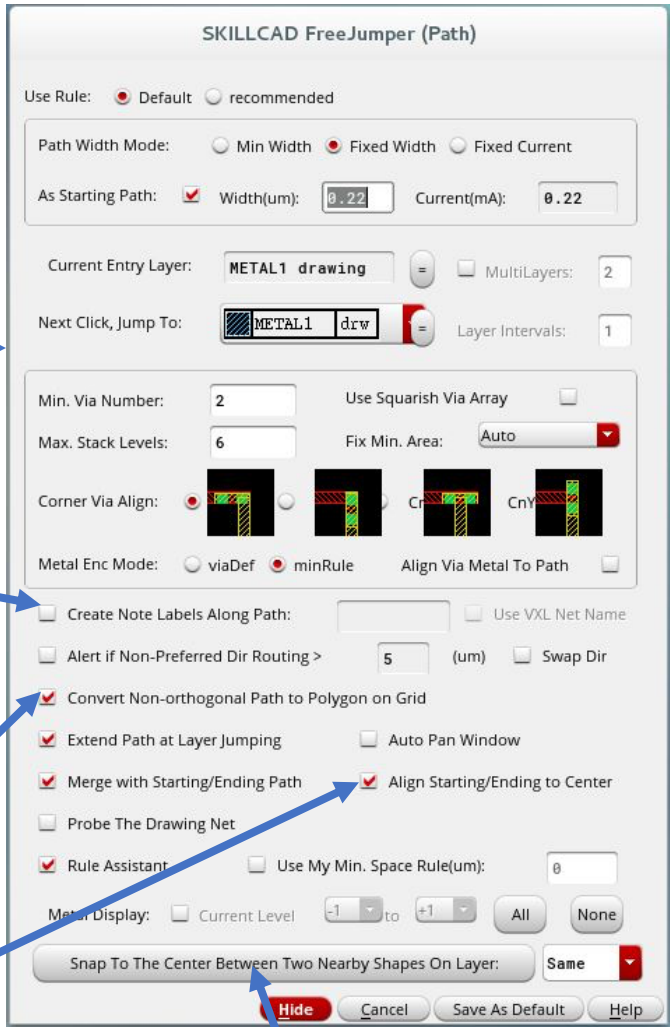 SKILLCAD FreeJumper (Path)
Use Rule: Default recommended
Path Width Mode: Min Width Fixed Width Fixed Current
As Starting Path: Width(um): 0.22 Current(mA): 0.22
Current Entry Layer: METAL1 drawing = MultiLayers: 2
Next Click, Jump To: METAL1 drw = Layer Intervals: 1
Min. Via Number: 2 Use Squarish Via Array
Max. Stack Levels: 6 Fix Min. Area: Auto
Corner Via Align: CnY
Metal Enc Mode: viaDef minRule Align Via Metal To Path
Create Note Labels Along Path: Use VXL Net Name
Alert if Non-Preferred Dir Routing > 5 (um) Swap Dir
Convert Non-orthogonal Path to Polygon on Grid
Extend Path at Layer Jumping Auto Pan Window
Merge with Starting/Ending Path Align Starting/Ending to Center
Probe The Drawing Net
Rule Assistant Use My Min. Space Rule(um): 0
Metal Display: Current Level -1 to +1 All None
Snap To The Center Between Two Nearby Shapes On Layer: Same
Hide Cancel Save As Default Help